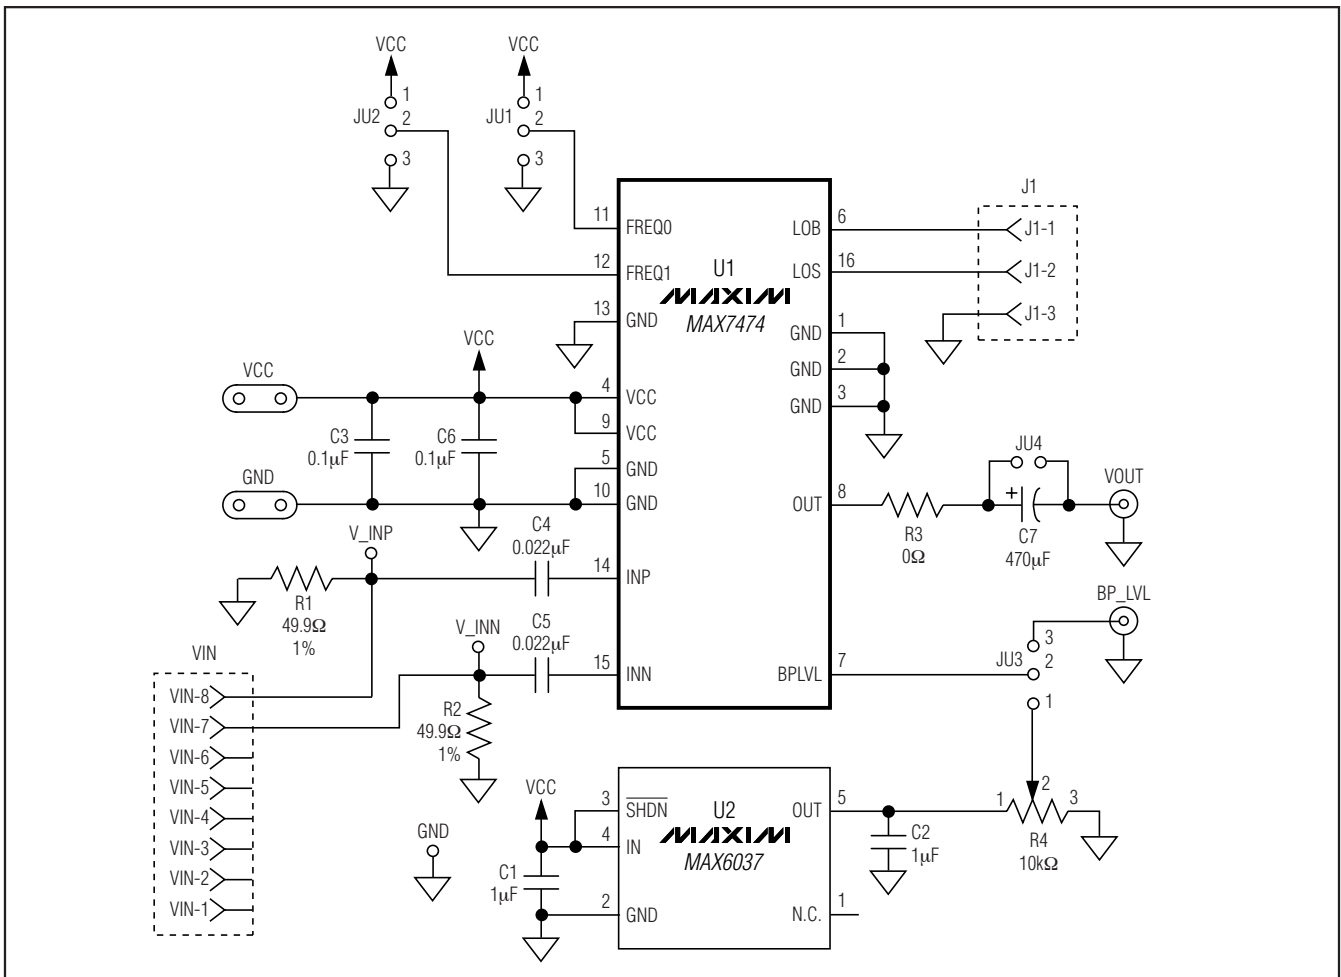 VCC
VCC
1
1
JU2
2
JU1
2
3
3
J1
11
FREQ0
LOB
6
J1-1
12
FREQ1
U1
LOS
16
J1-2
MAXIM
MAX7474
13
GND
J1-3
GND
1
VCC
VCC
GND
2
4
VCC
GND
3
C3
0.1µF
C6
0.1µF
9
VCC
5
GND
JU4
VOUT
GND
10
GND
OUT
8
+
R3
0Ω
C7
470µF
V_INP
C4
0.022µF
14
INP
R1
49.9Ω
1%
BP_LVL
V_INN
C5
0.022µF
3
VIN
15
INN
BPLVL
7
JU3
2
VIN-8
1
R2
49.9Ω
1%
VIN-7
VIN-6
VIN-5
VIN-4
VIN-3
VIN-2
VIN-1
VCC
3
SHDN
U2
OUT
5
1
2
3
GND
4
IN
MAXIM
MAX6037
C2
1µF
R4
10kΩ
C1
1µF
2
GND
N.C.
1